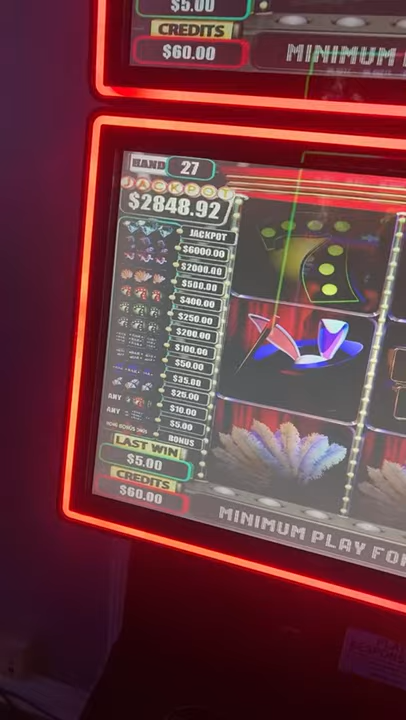 $5.00
CREDITS
$60.00
MINIMUM
HAND 27
JACKPOT
$2848.92
JACKPOT
$6000.00
$2000.00
$500.00
$400.00
$250.00
$200.00
$100.00
$50.00
$35.00
$25.00
ANY $10.00
ANY $5.00
BONUS
LAST WIN
$5.00
CREDITS
$60.00
MINIMUM PLAY FO